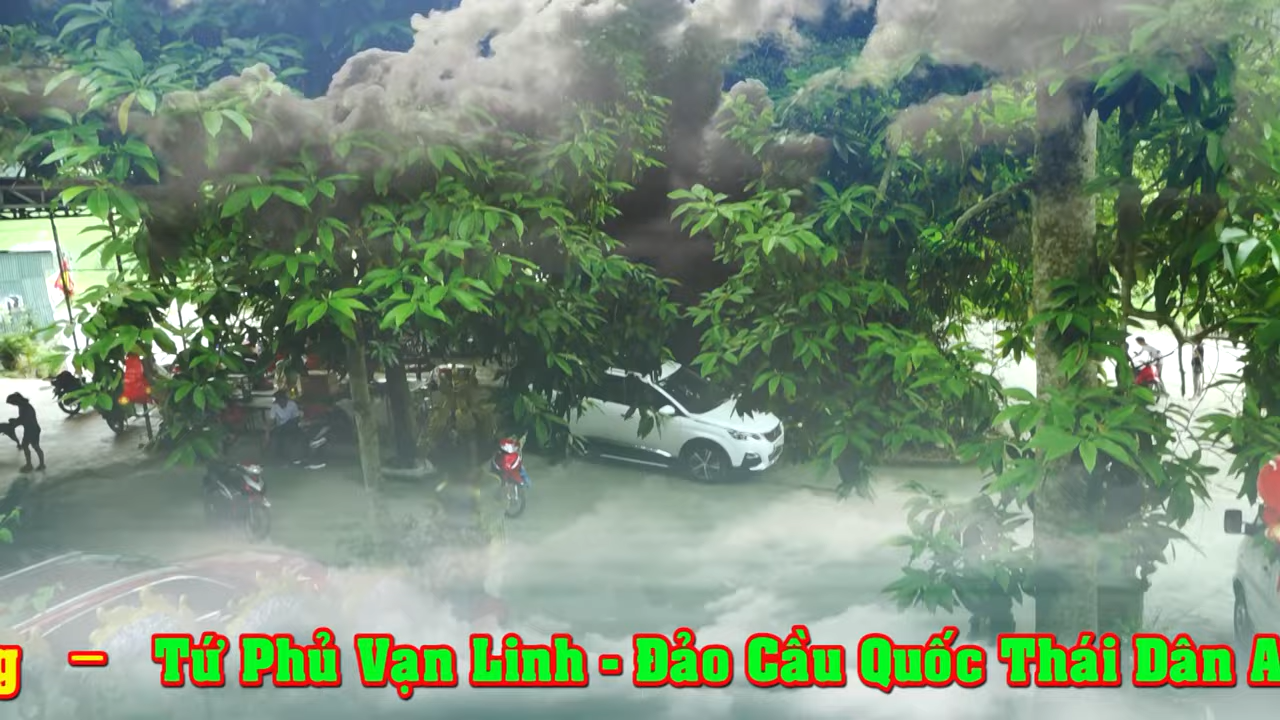 g – Tứ Phủ Vạn Linh - Đảo Cầu Quốc Thái Dân A